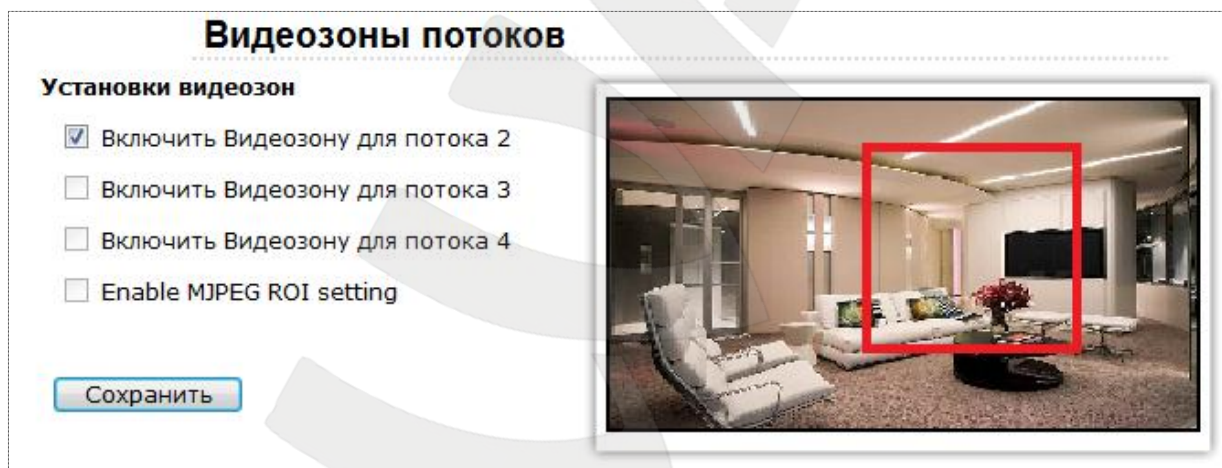 Видеозоны потоков
Установки видеозон
Включить Видеозону для потока 2
Включить Видеозону для потока 3
Включить Видеозону для потока 4
Enable MJPEG ROI setting
Сохранить